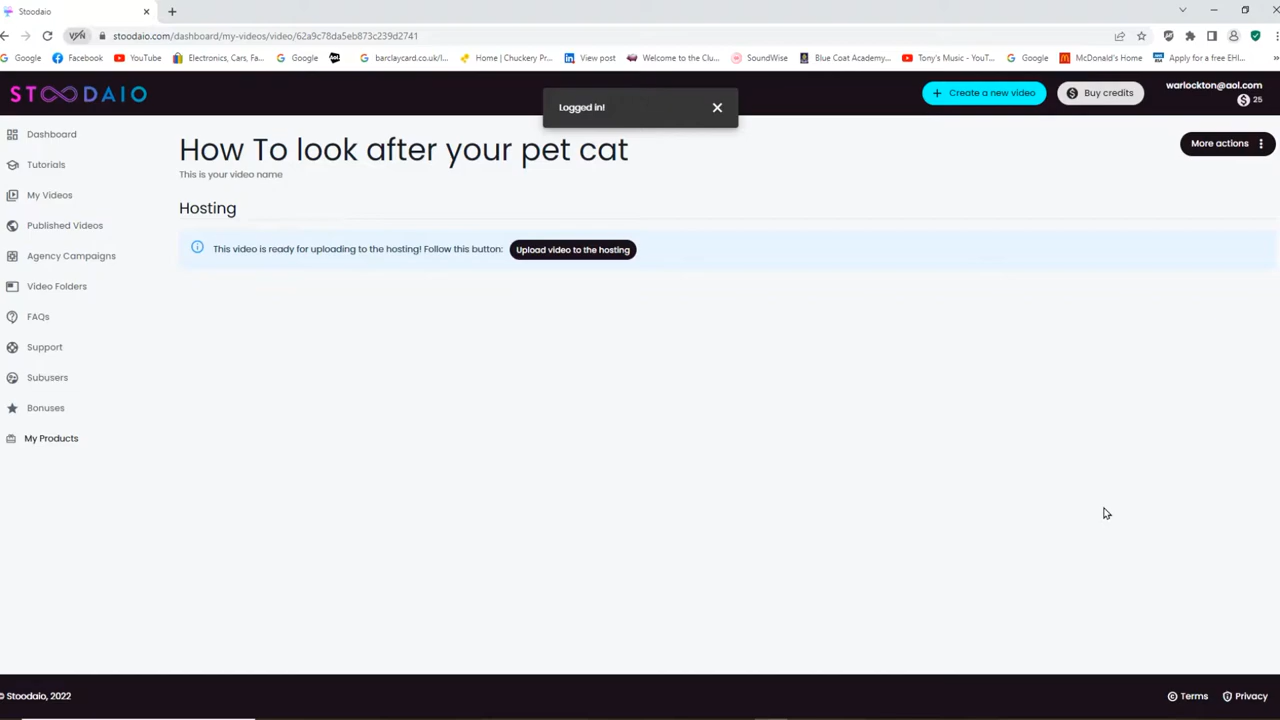 Stoodaio
VPN stoodaio.com/dashboard/my-videos/video/62a9c78da5eb873c239d2741
Google Facebook YouTube Electronics, Cars, Fa... Google Aol. barclaycard.co.uk/l... Home | Chuckery Pr... View post Welcome to the Clu... SoundWise Blue Coat Academy... Tony's Music - YouT... Google McDonald's Home Apply for a free EHI... »
STOODAIO
+ Create a new video
Buy credits
warlockton@aol.com
25
Logged in!
Dashboard
Tutorials
My Videos
Published Videos
Agency Campaigns
Video Folders
FAQs
Support
Subusers
Bonuses
My Products
How To look after your pet cat
More actions
This is your video name
Hosting
This video is ready for uploading to the hosting! Follow this button: Upload video to the hosting
© Stoodaio, 2022
Terms Privacy